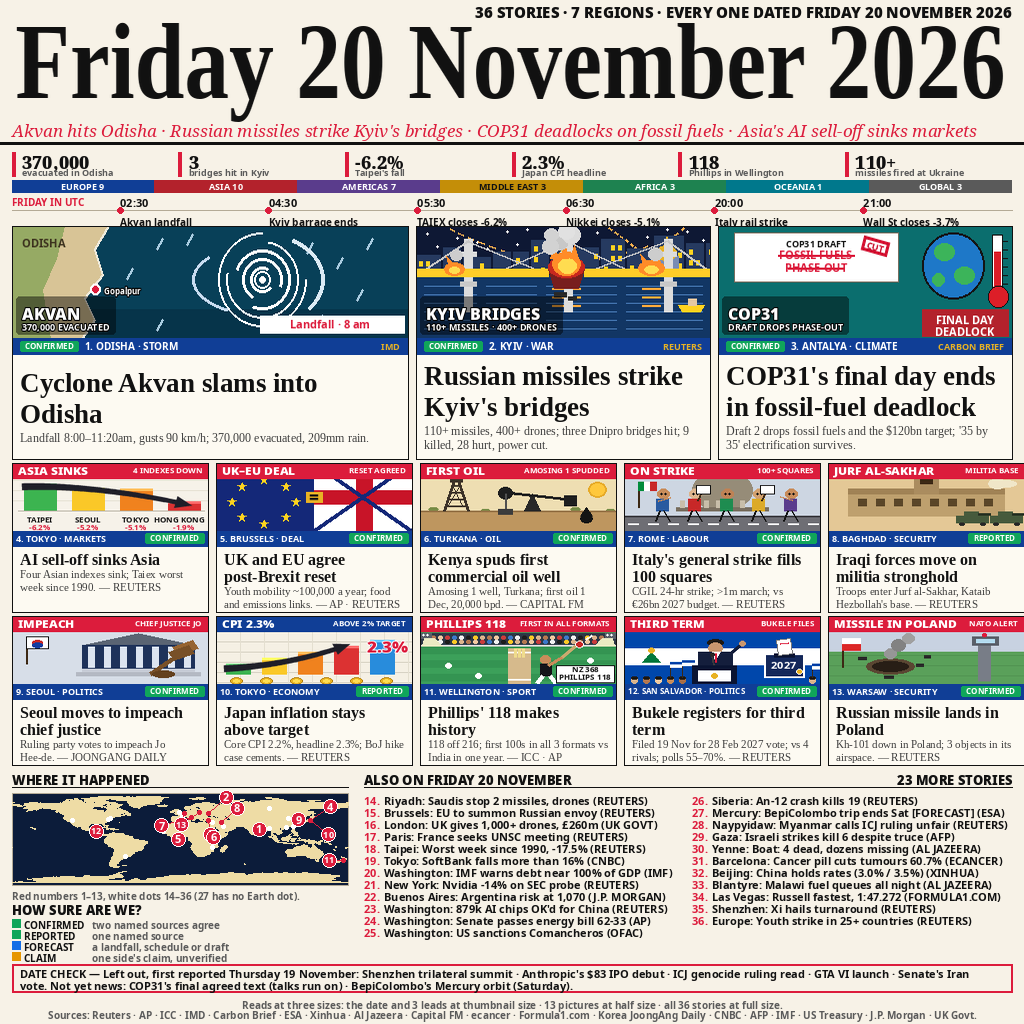 36 STORIES · 7 REGIONS · EVERY ONE DATED FRIDAY 20 NOVEMBER 2026
Friday 20 November 2026
Akvan hits Odisha · Russian missiles strike Kyiv's bridges · COP31 deadlocks on fossil fuels · Asia's AI sell-off sinks markets
370,000
evacuated in Odisha
3
bridges hit in Kyiv
-6.2%
Taipei's fall
2.3%
Japan CPI headline
118
Phillips in Wellington
110+
missiles fired at Ukraine
EUROPE 9
ASIA 10
AMERICAS 7
MIDDLE EAST 3
AFRICA 3
OCEANIA 1
GLOBAL 3
FRIDAY IN UTC
02:30
Akvan landfall
04:30
Kyiv barrage ends
05:30
TAIEX closes -6.2%
06:30
Nikkei closes -5.1%
20:00
Italy rail strike
21:00
Wall St closes -3.7%
ODISHA
Gopalpur
AKVAN
370,000 EVACUATED
Landfall · 8 am
CONFIRMED 1. ODISHA · STORM IMD
Cyclone Akvan slams into
Odisha
Landfall 8:00–11:20am, gusts 90 km/h; 370,000 evacuated, 209mm rain.
KYIV BRIDGES
110+ MISSILES · 400+ DRONES
CONFIRMED 2. KYIV · WAR REUTERS
Russian missiles strike
Kyiv's bridges
110+ missiles, 400+ drones; three Dnipro bridges hit; 9
killed, 28 hurt, power cut.
COP31 DRAFT
FOSSIL FUELS
PHASE-OUT
CUT
COP31
DRAFT DROPS PHASE-OUT
FINAL DAY
DEADLOCK
CONFIRMED 3. ANTALYA · CLIMATE CARBON BRIEF
COP31's final day ends
in fossil-fuel deadlock
Draft 2 drops fossil fuels and the $120bn target; '35 by
35' electrification survives.
ASIA SINKS 4 INDEXES DOWN
TAIPEI SEOUL TOKYO HONG KONG
-6.2% -5.2% -5.1% -1.9%
4. TOKYO · MARKETS CONFIRMED
AI sell-off sinks Asia
Four Asian indexes sink; Taiex worst
week since 1990. — REUTERS
UK–EU DEAL RESET AGREED
=
5. BRUSSELS · DEAL CONFIRMED
UK and EU agree
post-Brexit reset
Youth mobility ~100,000 a year; food
and emissions links. — AP · REUTERS
FIRST OIL AMOSING 1 SPUDDED
6. TURKANA · OIL CONFIRMED
Kenya spuds first
commercial oil well
Amosing 1 well, Turkana; first oil 1
Dec, 20,000 bpd. — CAPITAL FM
ON STRIKE 100+ SQUARES
7. ROME · LABOUR CONFIRMED
Italy's general strike fills
100 squares
CGIL 24-hr strike; >1m march; vs
€26bn 2027 budget. — REUTERS
JURF AL-SAKHAR MILITIA BASE
8. BAGHDAD · SECURITY REPORTED
Iraqi forces move on
militia stronghold
Troops enter Jurf al-Sakhar, Kataib
Hezbollah's base. — REUTERS
IMPEACH CHIEF JUSTICE JO
9. SEOUL · POLITICS CONFIRMED
Seoul moves to impeach
chief justice
Ruling party votes to impeach Jo
Hee-de. — JOONGANG DAILY
CPI 2.3% ABOVE 2% TARGET
2.3%
10. TOKYO · ECONOMY REPORTED
Japan inflation stays
above target
Core CPI 2.2%, headline 2.3%; BoJ hike
case cements. — REUTERS
PHILLIPS 118 FIRST IN ALL FORMATS
NZ 368
PHILLIPS 118
11. WELLINGTON · SPORT CONFIRMED
Phillips' 118 makes
history
118 off 216; first 100s in all 3 formats vs
India in one year. — ICC · AP
THIRD TERM BUKELE FILES
2027
12. SAN SALVADOR · POLITICS CONFIRMED
Bukele registers for third
term
Filed 19 Nov for 28 Feb 2027 vote; vs 4
rivals; polls 55–70%. — REUTERS
MISSILE IN POLAND NATO ALERT
13. WARSAW · SECURITY CONFIRMED
Russian missile lands in
Poland
Kh-101 down in Poland; 3 objects in its
airspace. — REUTERS
WHERE IT HAPPENED
2
8
4
7
13
12
5
6
1
9
10
11
Red numbers 1–13, white dots 14–36 (27 has no Earth dot).
HOW SURE ARE WE?
CONFIRMED two named sources agree
REPORTED one named source
FORECAST a landfall, schedule or draft
CLAIM one side's claim, unverified
ALSO ON FRIDAY 20 NOVEMBER 23 MORE STORIES
14. Riyadh: Saudis stop 2 missiles, drones (REUTERS)
15. Brussels: EU to summon Russian envoy (REUTERS)
16. London: UK gives 1,000+ drones, £260m (UK GOVT)
17. Paris: France seeks UNSC meeting (REUTERS)
18. Taipei: Worst week since 1990, -17.5% (REUTERS)
19. Tokyo: SoftBank falls more than 16% (CNBC)
20. Washington: IMF warns debt near 100% of GDP (IMF)
21. New York: Nvidia -14% on SEC probe (REUTERS)
22. Buenos Aires: Argentina risk at 1,070 (J.P. MORGAN)
23. Washington: 879k AI chips OK'd for China (REUTERS)
24. Washington: Senate passes energy bill 62-33 (AP)
25. Washington: US sanctions Comancheros (OFAC)
26. Siberia: An-12 crash kills 19 (REUTERS)
27. Mercury: BepiColombo trip ends Sat [FORECAST] (ESA)
28. Naypyidaw: Myanmar calls ICJ ruling unfair (REUTERS)
29. Gaza: Israeli strikes kill 6 despite truce (AFP)
30. Yenne: Boat: 4 dead, dozens missing (AL JAZEERA)
31. Barcelona: Cancer pill cuts tumours 60.7% (ECANCER)
32. Beijing: China holds rates (3.0% / 3.5%) (XINHUA)
33. Blantyre: Malawi fuel queues all night (AL JAZEERA)
34. Las Vegas: Russell fastest, 1:47.272 (FORMULA1.COM)
35. Shenzhen: Xi hails turnaround (REUTERS)
36. Europe: Youth strike in 25+ countries (REUTERS)
DATE CHECK — Left out, first reported Thursday 19 November: Shenzhen trilateral summit · Anthropic's $83 IPO debut · ICJ genocide ruling read · GTA VI launch · Senate's Iran
vote. Not yet news: COP31's final agreed text (talks run on) · BepiColombo's Mercury orbit (Saturday).
Reads at three sizes: the date and 3 leads at thumbnail size · 13 pictures at half size · all 36 stories at full size.
Sources: Reuters · AP · ICC · IMD · Carbon Brief · ESA · Xinhua · Al Jazeera · Capital FM · ecancer · Formula1.com · Korea JoongAng Daily · CNBC · AFP · IMF · US Treasury · J.P. Morgan · UK Govt.